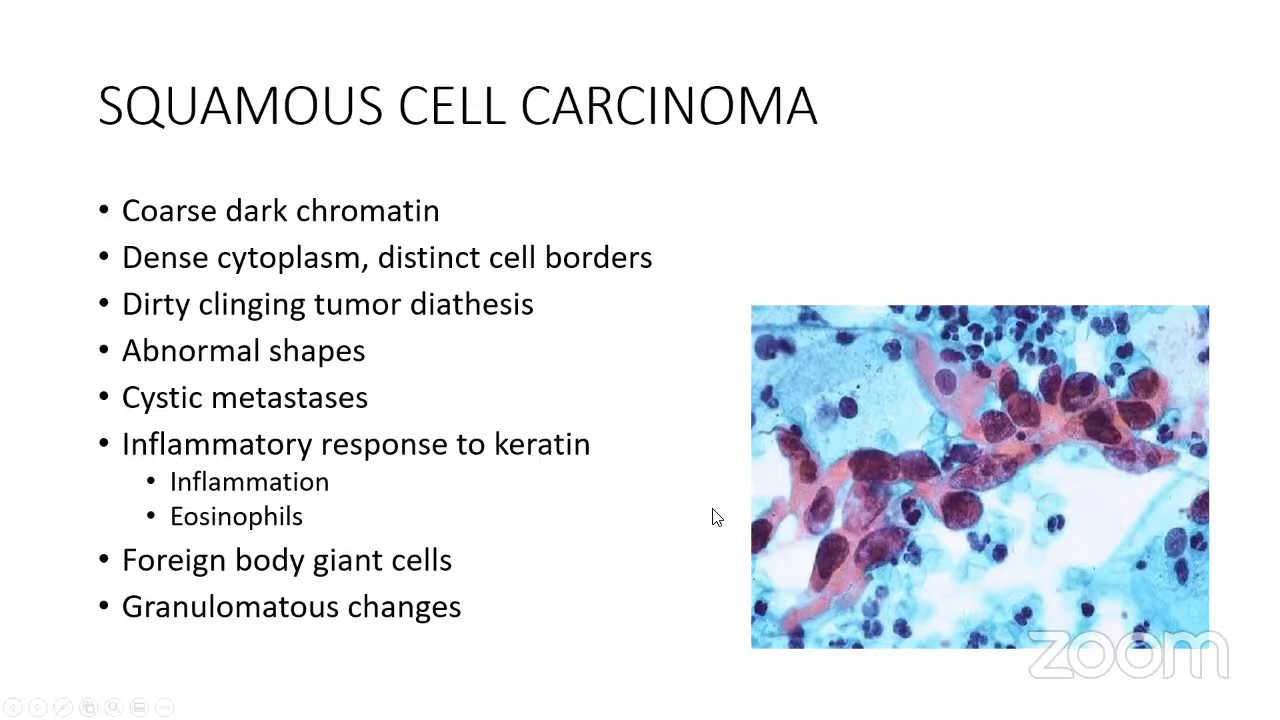 SQUAMOUS CELL CARCINOMA
• Coarse dark chromatin
• Dense cytoplasm, distinct cell borders
• Dirty clinging tumor diathesis
• Abnormal shapes
• Cystic metastases
• Inflammatory response to keratin
• Inflammation
• Eosinophils
• Foreign body giant cells
• Granulomatous changes
zoom